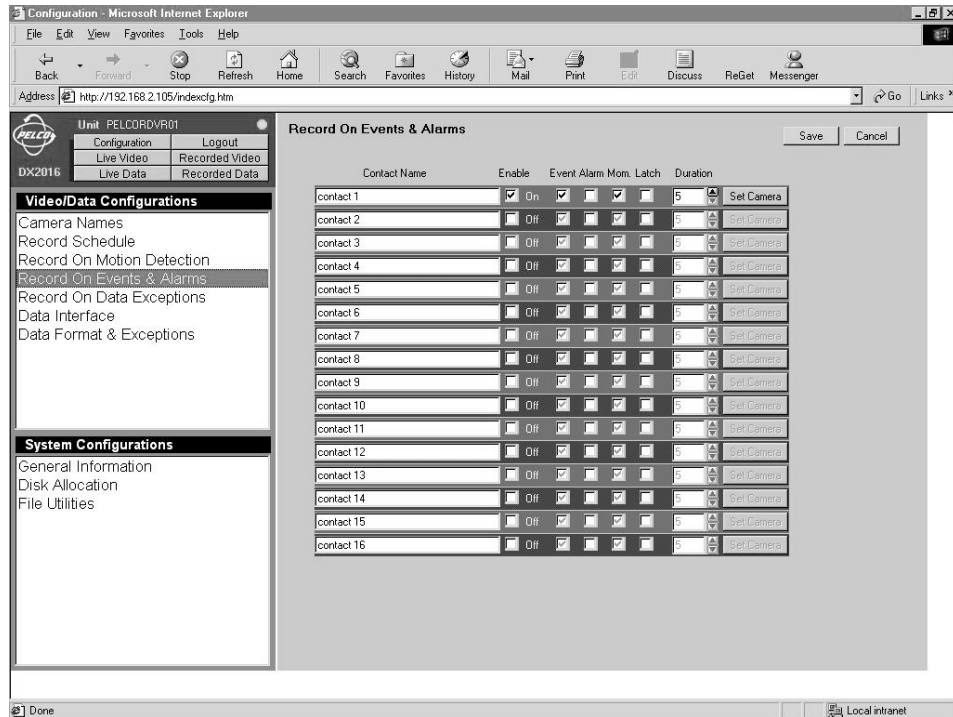 Configuration - Microsoft Internet Explorer
File Edit View Favorites Tools Help
Back Forward Stop Refresh Home Search Favorites History Mail Print Edit Discuss ReGet Messenger
Address http://192.168.2.105/indexcfg.htm Go Links »
PELCO
DX2016
Unit PELCORDVR01
Configuration Logout
Live Video Recorded Video
Live Data Recorded Data
Video/Data Configurations
Camera Names
Record Schedule
Record On Motion Detection
Record On Events & Alarms
Record On Data Exceptions
Data Interface
Data Format & Exceptions
System Configurations
General Information
Disk Allocation
File Utilities
Record On Events & Alarms
Save Cancel
Contact Name Enable Event Alarm Mom. Latch Duration
contact 1 On 5 Set Camera
contact 2 Off 5 Set Camera
contact 3 Off 5 Set Camera
contact 4 Off 5 Set Camera
contact 5 Off 5 Set Camera
contact 6 Off 5 Set Camera
contact 7 Off 5 Set Camera
contact 8 Off 5 Set Camera
contact 9 Off 5 Set Camera
contact 10 Off 5 Set Camera
contact 11 Off 5 Set Camera
contact 12 Off 5 Set Camera
contact 13 Off 5 Set Camera
contact 14 Off 5 Set Camera
contact 15 Off 5 Set Camera
contact 16 Off 5 Set Camera
Done Local intranet